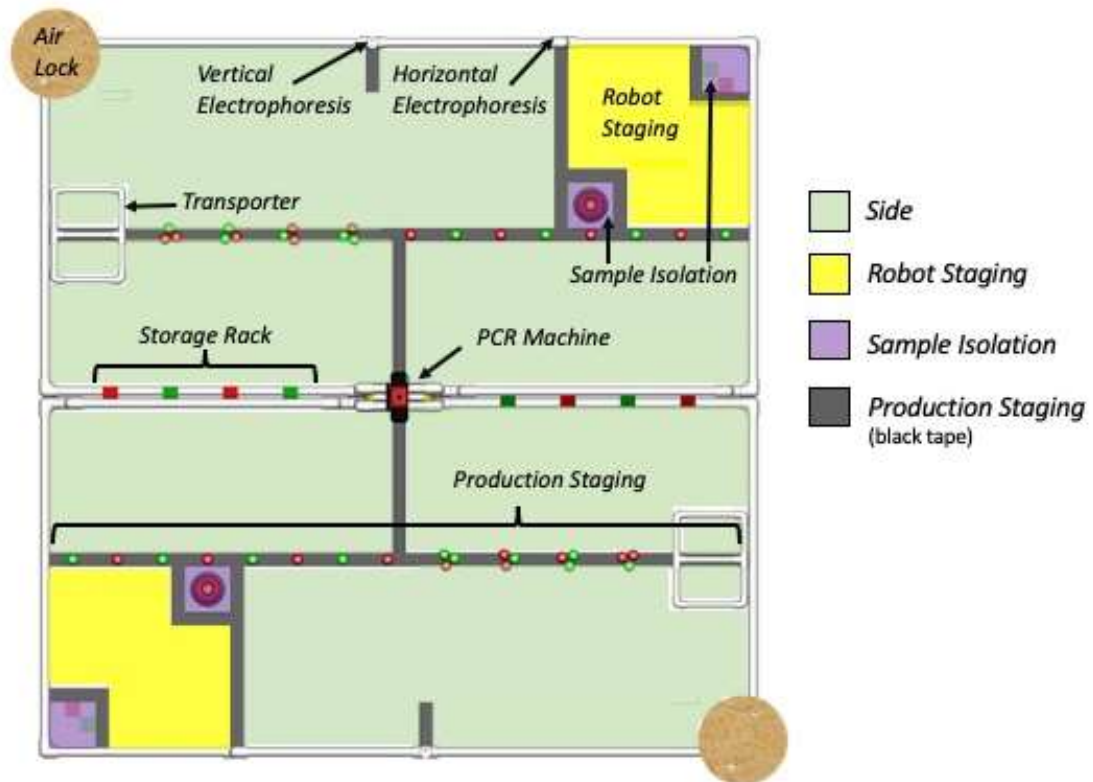 Air
Lock
Vertical
Electrophoresis
Horizontal
Electrophoresis
Robot
Staging
Transporter
Sample Isolation
Storage Rack
PCR Machine
Production Staging
Side
Robot Staging
Sample Isolation
Production Staging
(black tape)